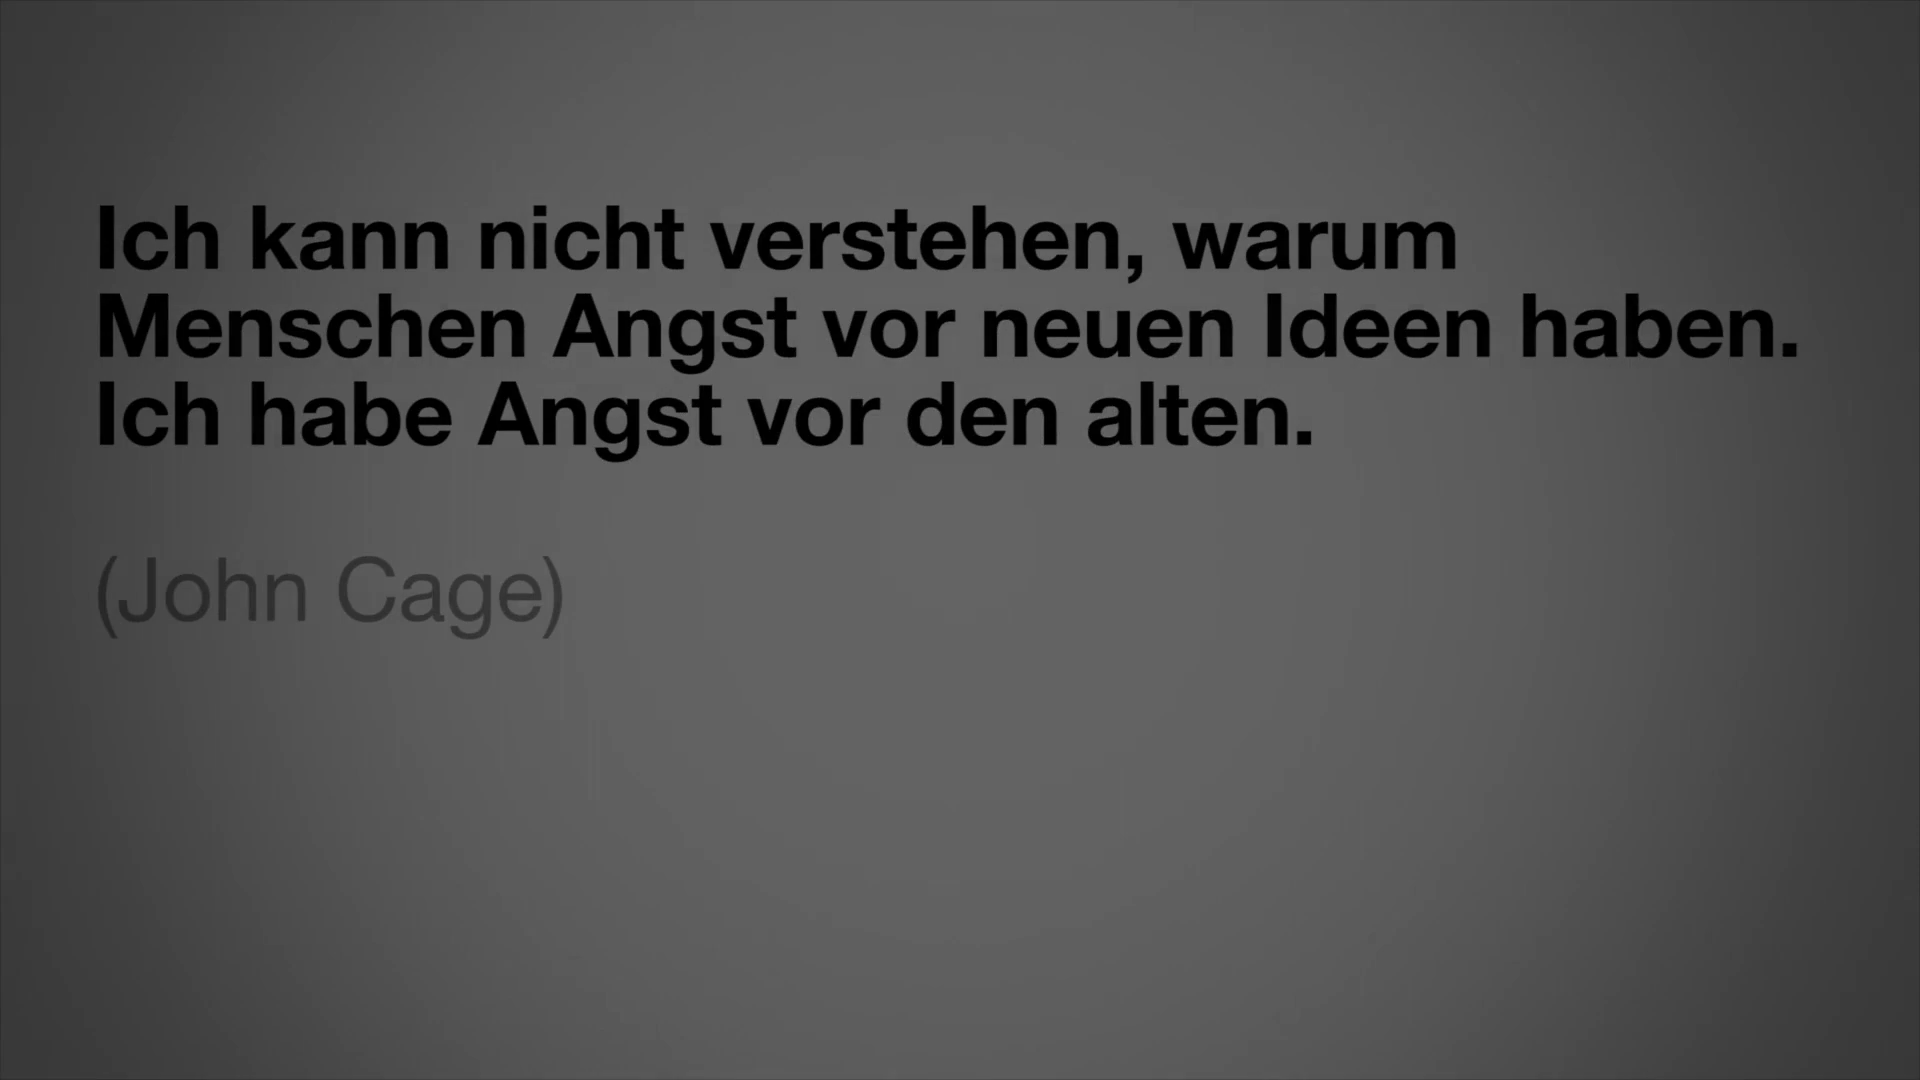 Ich kann nicht verstehen, warum
Menschen Angst vor neuen Ideen haben.
Ich habe Angst vor den alten.
(John Cage)